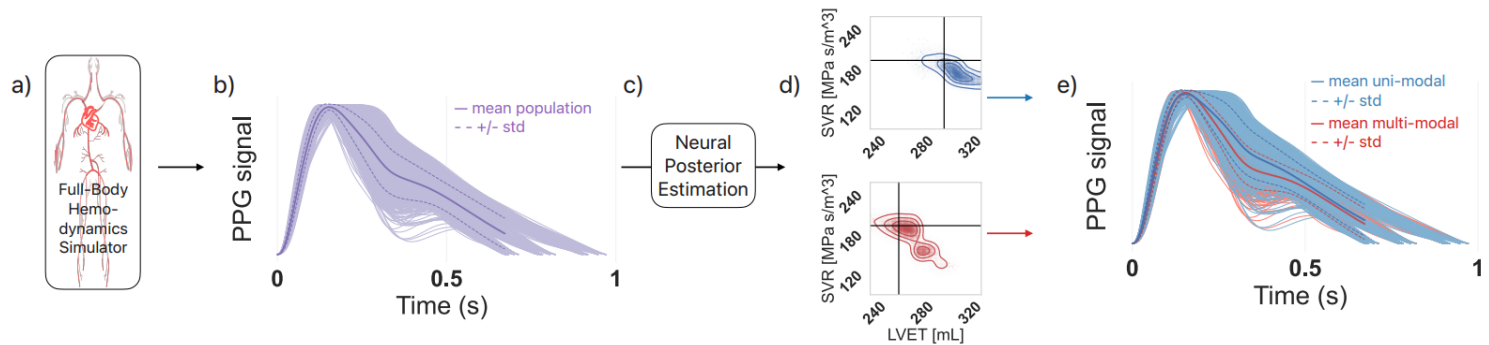 a)
Full-Body
Hemo-
dynamics
Simulator
b)
PPG signal
mean population
+/- std
0
0.5
1
Time (s)
c)
Neural
Posterior
Estimation
d)
SVR [MPa s/m^3]
240
180
120
240
280
320
SVR [MPa s/m^3]
240
180
120
240
280
320
LVET [mL]
e)
PPG signal
mean uni-modal
+/- std
mean multi-modal
+/- std
0
0.5
1
Time (s)